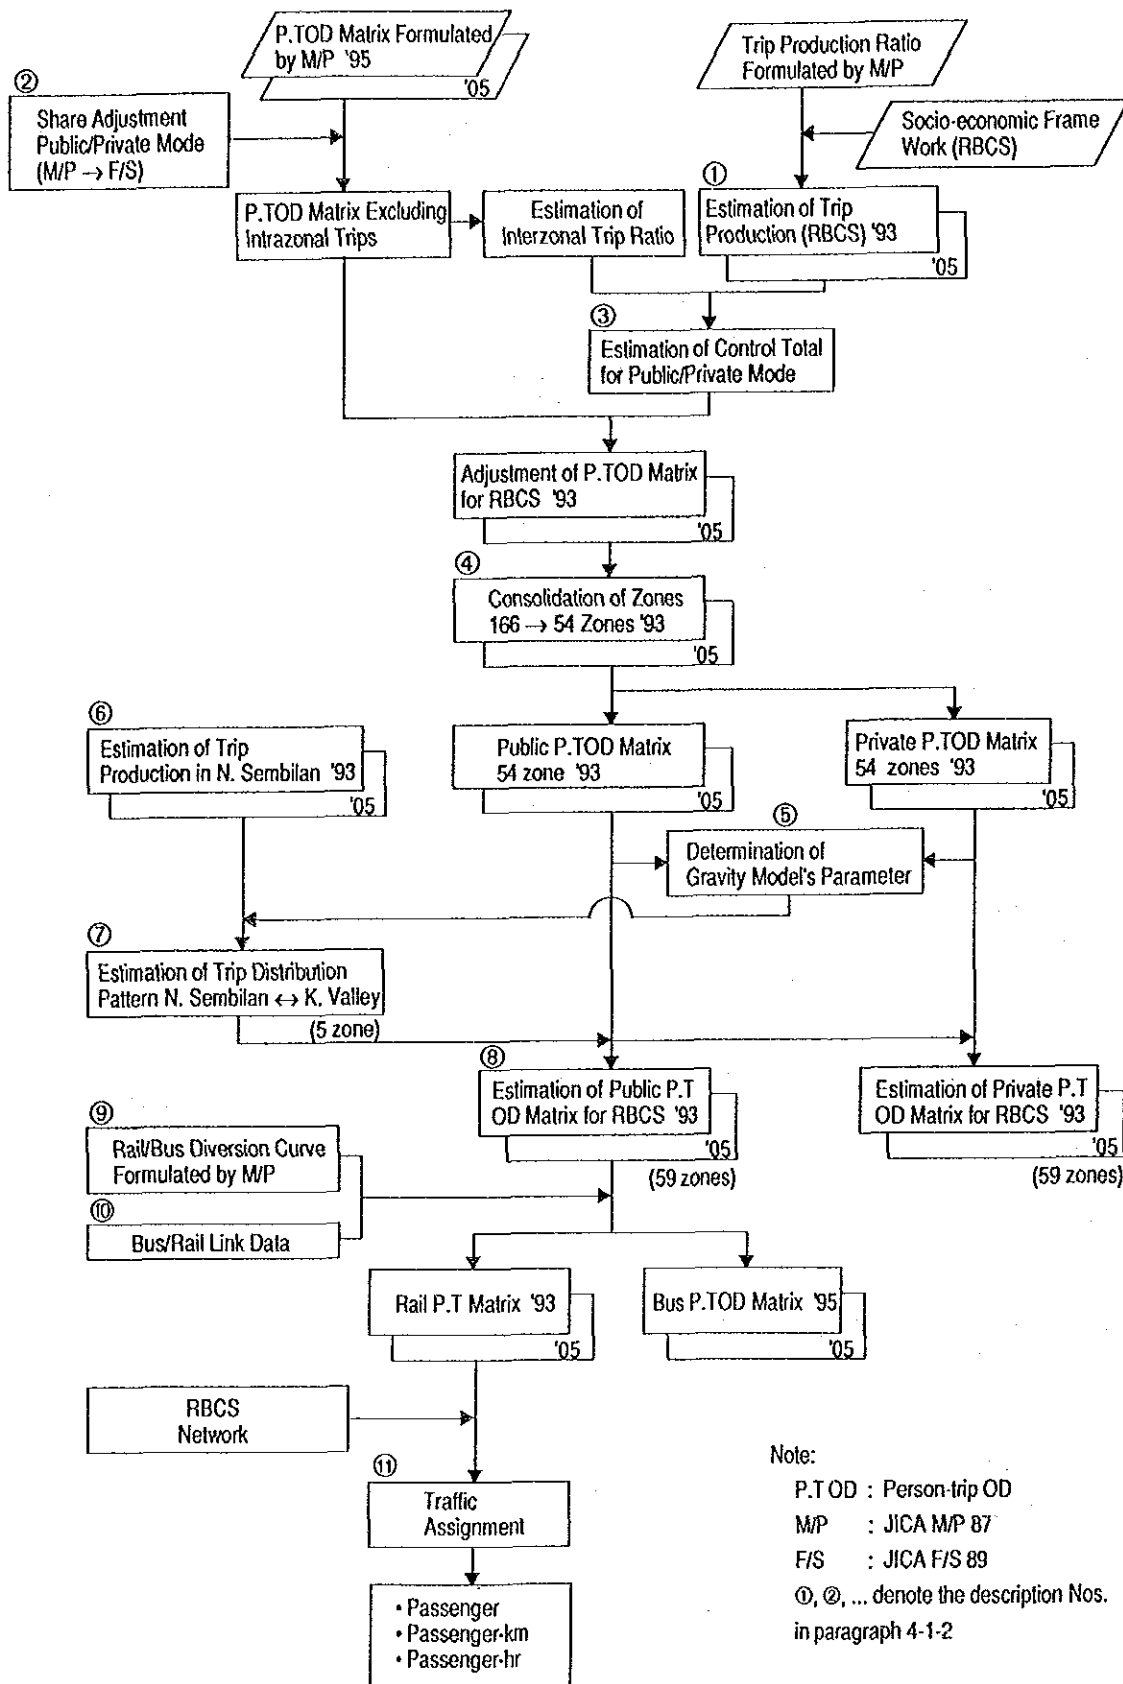 P.TOD Matrix Formulated
by M/P '95
'05
Trip Production Ratio
Formulated by M/P
②
Share Adjustment
Public/Private Mode
(M/P → F/S)
Socio-economic Frame
Work (RBCS)
P.TOD Matrix Excluding
Intrazonal Trips
Estimation of
Interzonal Trip Ratio
①
Estimation of Trip
Production (RBCS) '93
'05
③
Estimation of Control Total
for Public/Private Mode
Adjustment of P.TOD Matrix
for RBCS '93
'05
④
Consolidation of Zones
166 → 54 Zones '93
'05
⑥
Estimation of Trip
Production in N. Sembilan '93
'05
Public P.TOD Matrix
54 zone '93
'05
Private P.TOD Matrix
54 zones '93
'05
⑤
Determination of
Gravity Model's Parameter
⑦
Estimation of Trip Distribution
Pattern N. Sembilan ↔ K. Valley
(5 zone)
⑧
Estimation of Public P.T
OD Matrix for RBCS '93
'05
(59 zones)
Estimation of Private P.T
OD Matrix for RBCS '93
'05
(59 zones)
⑨
Rail/Bus Diversion Curve
Formulated by M/P
⑩
Bus/Rail Link Data
Rail P.T Matrix '93
'05
Bus P.TOD Matrix '95
'05
RBCS
Network
⑪
Traffic
Assignment
• Passenger
• Passenger-km
• Passenger-hr
Note:
P.T OD : Person-trip OD
M/P : JICA M/P 87
F/S : JICA F/S 89
①, ②, ... denote the description Nos.
in paragraph 4-1-2